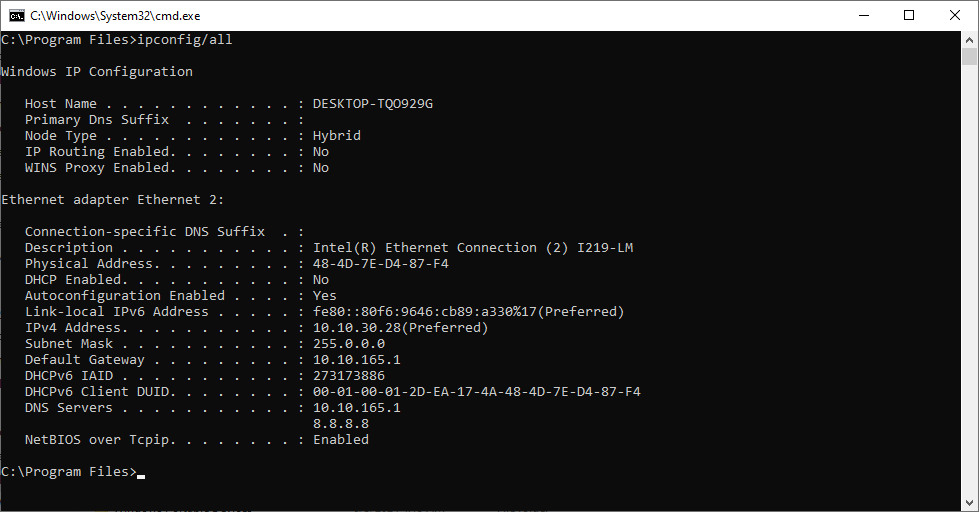 C:\Windows\System32\cmd.exe
C:\Program Files>ipconfig/all
Windows IP Configuration
Host Name . . . . . . . . . . . . : DESKTOP-TQO929G
Primary Dns Suffix  . . . . . . . :
Node Type . . . . . . . . . . . . : Hybrid
IP Routing Enabled. . . . . . . . : No
WINS Proxy Enabled. . . . . . . . : No
Ethernet adapter Ethernet 2:
Connection-specific DNS Suffix  . :
Description . . . . . . . . . . . : Intel(R) Ethernet Connection (2) I219-LM
Physical Address. . . . . . . . . : 48-4D-7E-D4-87-F4
DHCP Enabled. . . . . . . . . . . : No
Autoconfiguration Enabled . . . . : Yes
Link-local IPv6 Address . . . . . : fe80::80f6:9646:cb89:a330%17(Preferred)
IPv4 Address. . . . . . . . . . . : 10.10.30.28(Preferred)
Subnet Mask . . . . . . . . . . . : 255.0.0.0
Default Gateway . . . . . . . . . : 10.10.165.1
DHCPv6 IAID . . . . . . . . . . . : 273173886
DHCPv6 Client DUID. . . . . . . . : 00-01-00-01-2D-EA-17-4A-48-4D-7E-D4-87-F4
DNS Servers . . . . . . . . . . . : 10.10.165.1
8.8.8.8
NetBIOS over Tcpip. . . . . . . . : Enabled
C:\Program Files>